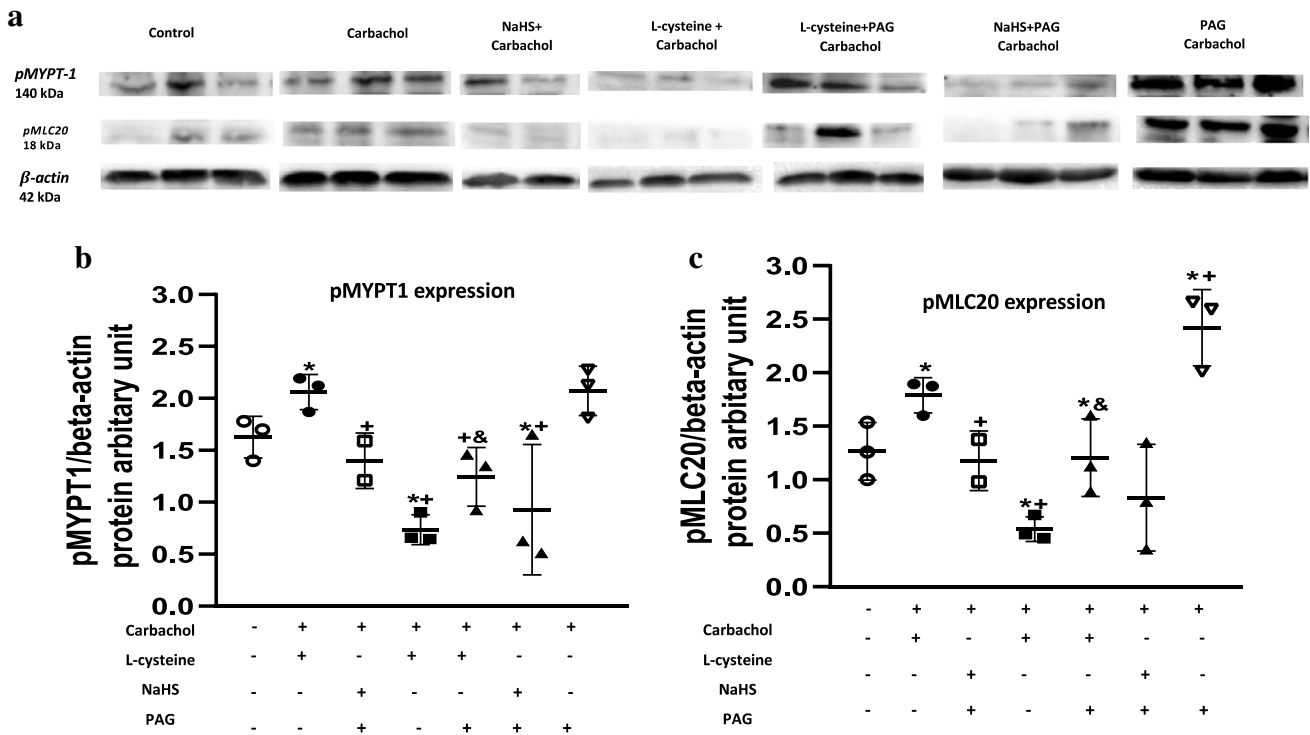 a
Control
Carbachol
NaHS+
Carbachol
L-cysteine +
Carbachol
L-cysteine+PAG
Carbachol
NaHS+PAG
Carbachol
PAG
Carbachol
pMYPT-1
140 kDa
pMLC20
18 kDa
β-actin
42 kDa
b
pMYPT1 expression
pMYPT1/beta-actin
protein arbitary unit
3.0
2.5
2.0
1.5
1.0
0.5
0.0
*
+
*+
+&
*+
Carbachol - + + + + + +
L-cysteine - + - + + - -
NaHS - - + - - + -
PAG - - + - + + +
c
pMLC20 expression
pMLC20/beta-actin
protein arbitary unit
3.0
2.5
2.0
1.5
1.0
0.5
0.0
*
+
*+
*&
*+
- + + + + + +
Carbachol
- + - + + - -
L-cysteine
- - + - - + -
NaHS
- - + - + + +
PAG